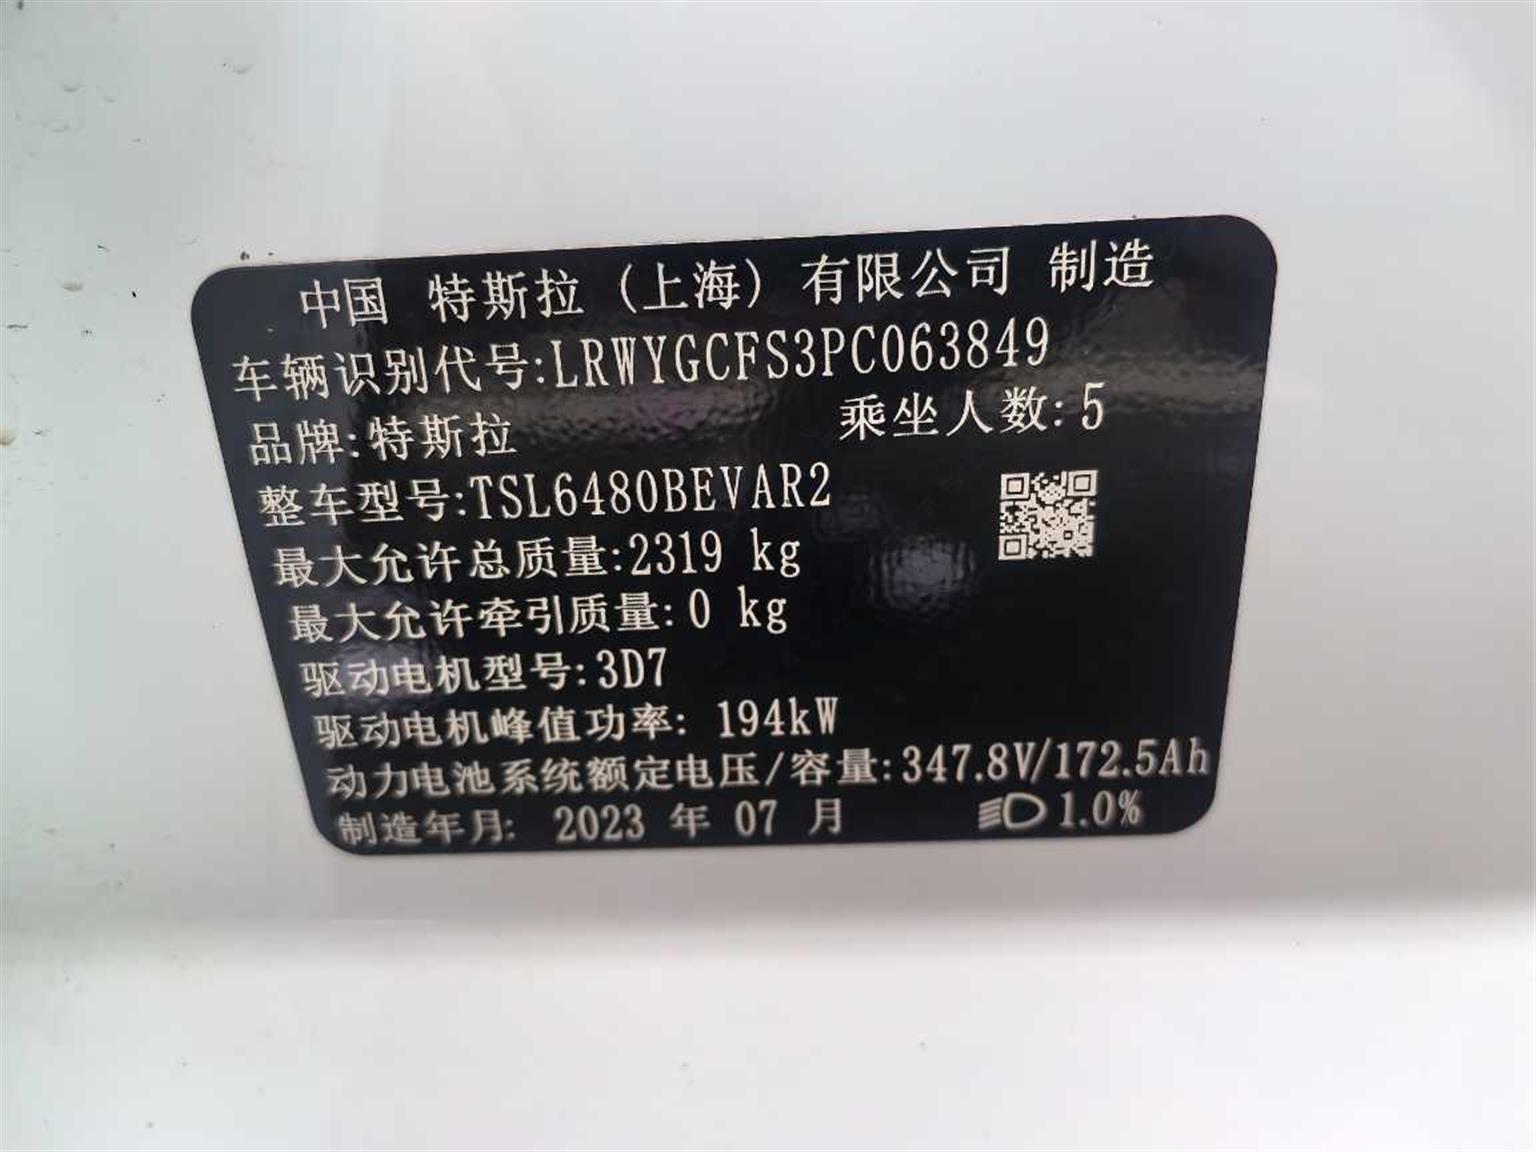 中国 特斯拉 (上海) 有限公司 制造
车辆识别代号:LRWYGCFS3PC063849
品牌:特斯拉 乘坐人数:5
整车型号:TSL6480BEVAR2
最大允许总质量:2319 kg
最大允许牵引质量:0 kg
驱动电机型号:3D7
驱动电机峰值功率: 194kW
动力电池系统额定电压/容量:347.8V/172.5Ah
制造年月: 2023 年 07 月 1.0%